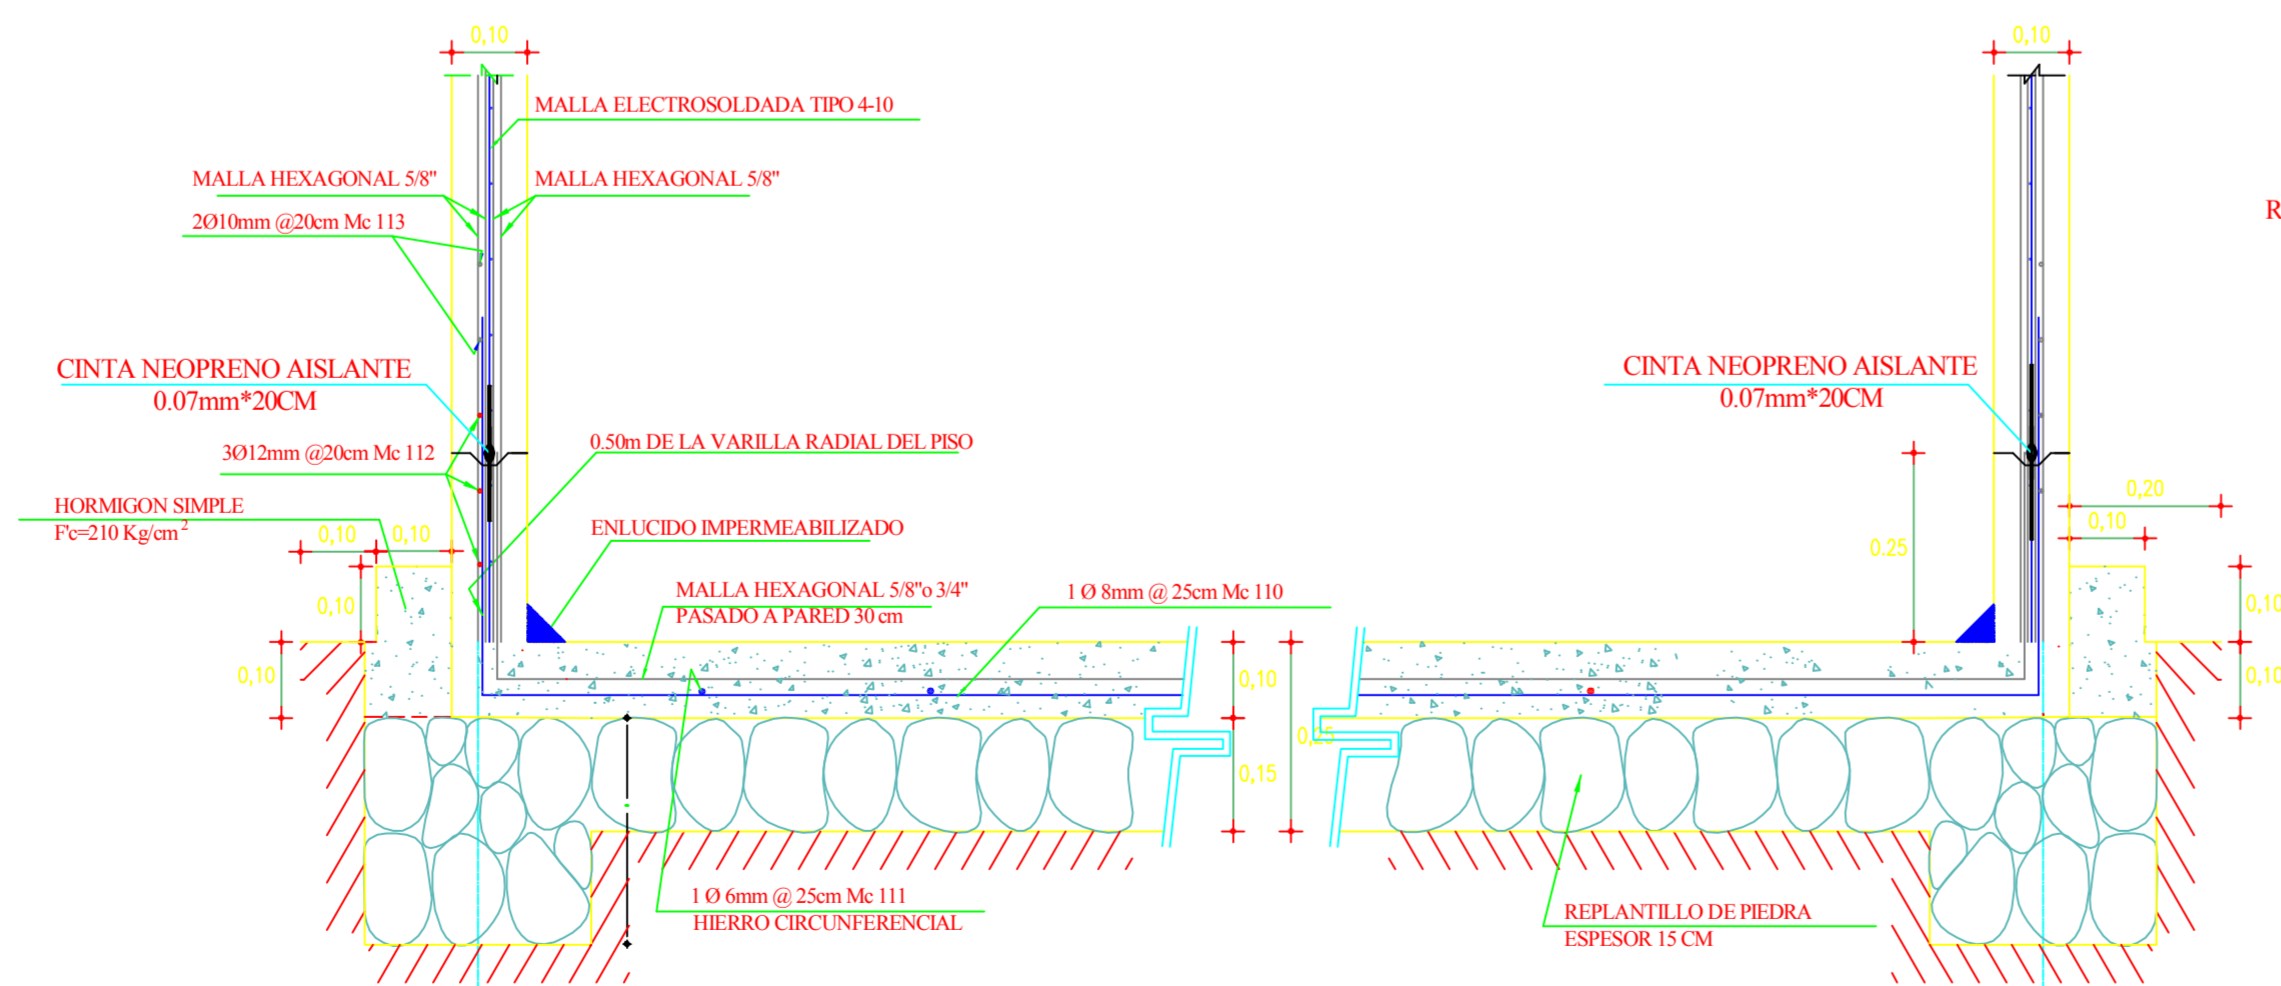 0,10
0,10
MALLA ELECTROSOLDADA TIPO 4-10
MALLA HEXAGONAL 5/8"
MALLA HEXAGONAL 5/8"
2Ø10mm @20cm Mc 113
R
CINTA NEOPRENO AISLANTE
0.07mm*20CM
CINTA NEOPRENO AISLANTE
0.07mm*20CM
3Ø12mm @20cm Mc 112
0.50m DE LA VARILLA RADIAL DEL PISO
HORMIGON SIMPLE
F'c=210 Kg/cm²
ENLUCIDO IMPERMEABILIZADO
0,10
0,10
0,20
0,10
0.25
0,10
0,10
MALLA HEXAGONAL 5/8"o 3/4"
PASADO A PARED 30 cm
1 Ø 8mm @ 25cm Mc 110
0,10
0,10
0,10
0,25
0,15
1 Ø 6mm @ 25cm Mc 111
HIERRO CIRCUNFERENCIAL
REPLANTILLO DE PIEDRA
ESPESOR 15 CM